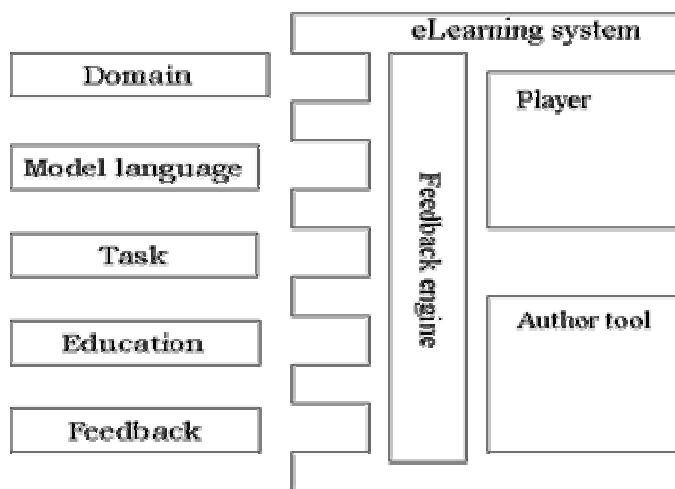 eLearning system
Domain
Player
Model language
Feedback engine
Task
Author tool
Education
Feedback